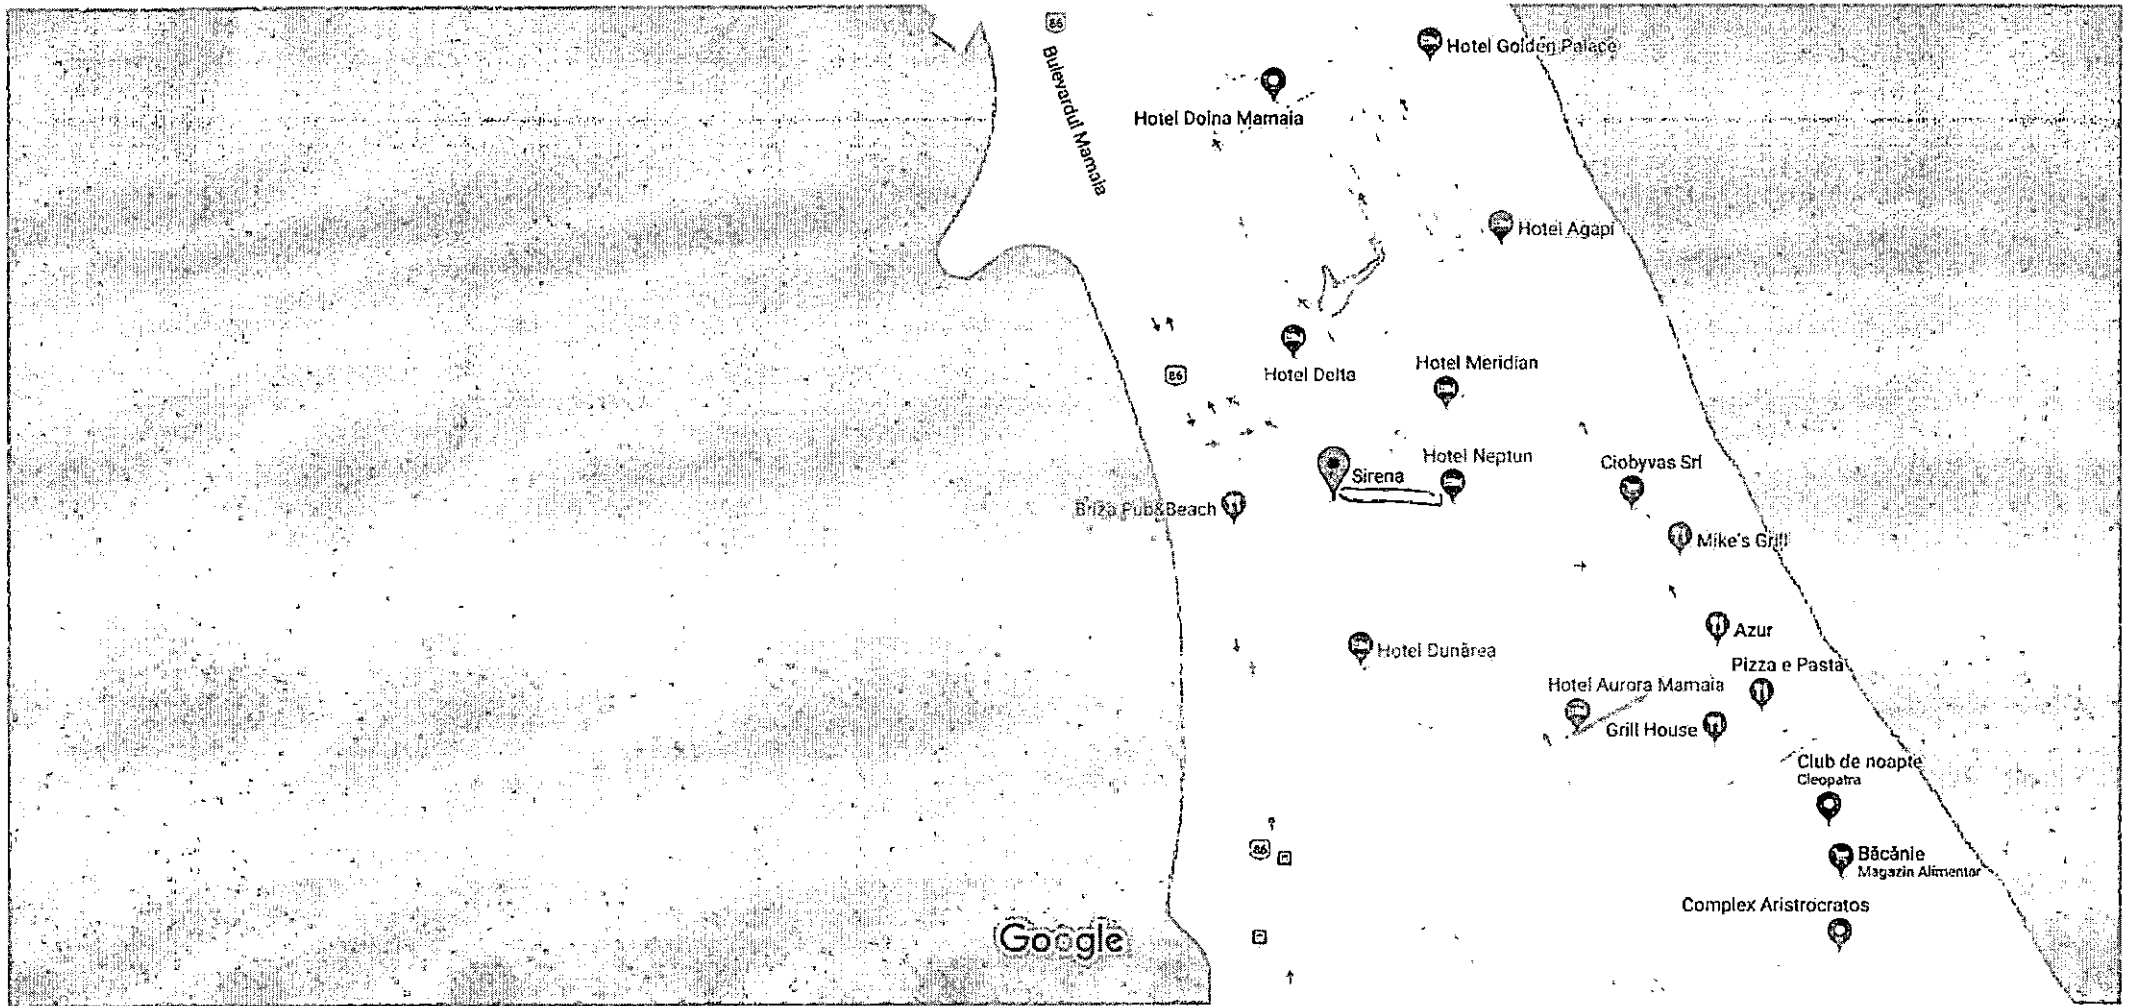 86
Hotel Golden Palace
Bulevardul Mamaia
Hotel Doina Mamaia
Hotel Agapi
Hotel Delta
Hotel Meridian
86
Hotel Neptun
Ciobyvas Srl
Sirena
Briza Pub&Beach
Mike's Grill
Azur
Hotel Dunărea
Pizza e Pasta
Hotel Aurora Mamaia
Grill House
Club de noapte
Cleopatra
86
Băcănie
Magazin Alimentar
Complex Aristrocratos
Google